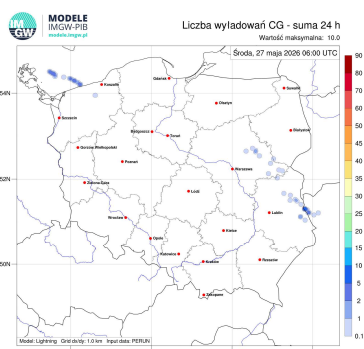 IM
GW
MODELE
IMGW-PIB
modele.imgw.pl
Liczba wyładowań CG - suma 24 h
Wartość maksymalna: 10.0
Środa, 27 maja 2026 06:00 UTC
54N
52N
50N
Gdańsk
Koszalin
Suwałki
Olsztyn
Szczecin
Bydgoszcz
Toruń
Białystok
Gorzów Wielkopolski
Poznań
Warszawa
Zielona Góra
Łódź
Wrocław
Lublin
Opole
Kielce
Katowice
Kraków
Rzeszów
Zakopane
90
80
70
60
50
45
40
35
30
25
20
15
10
5
2
1
0.1
Model: Lightning Grid ds/dy: 1.0 km Input data: PERUN